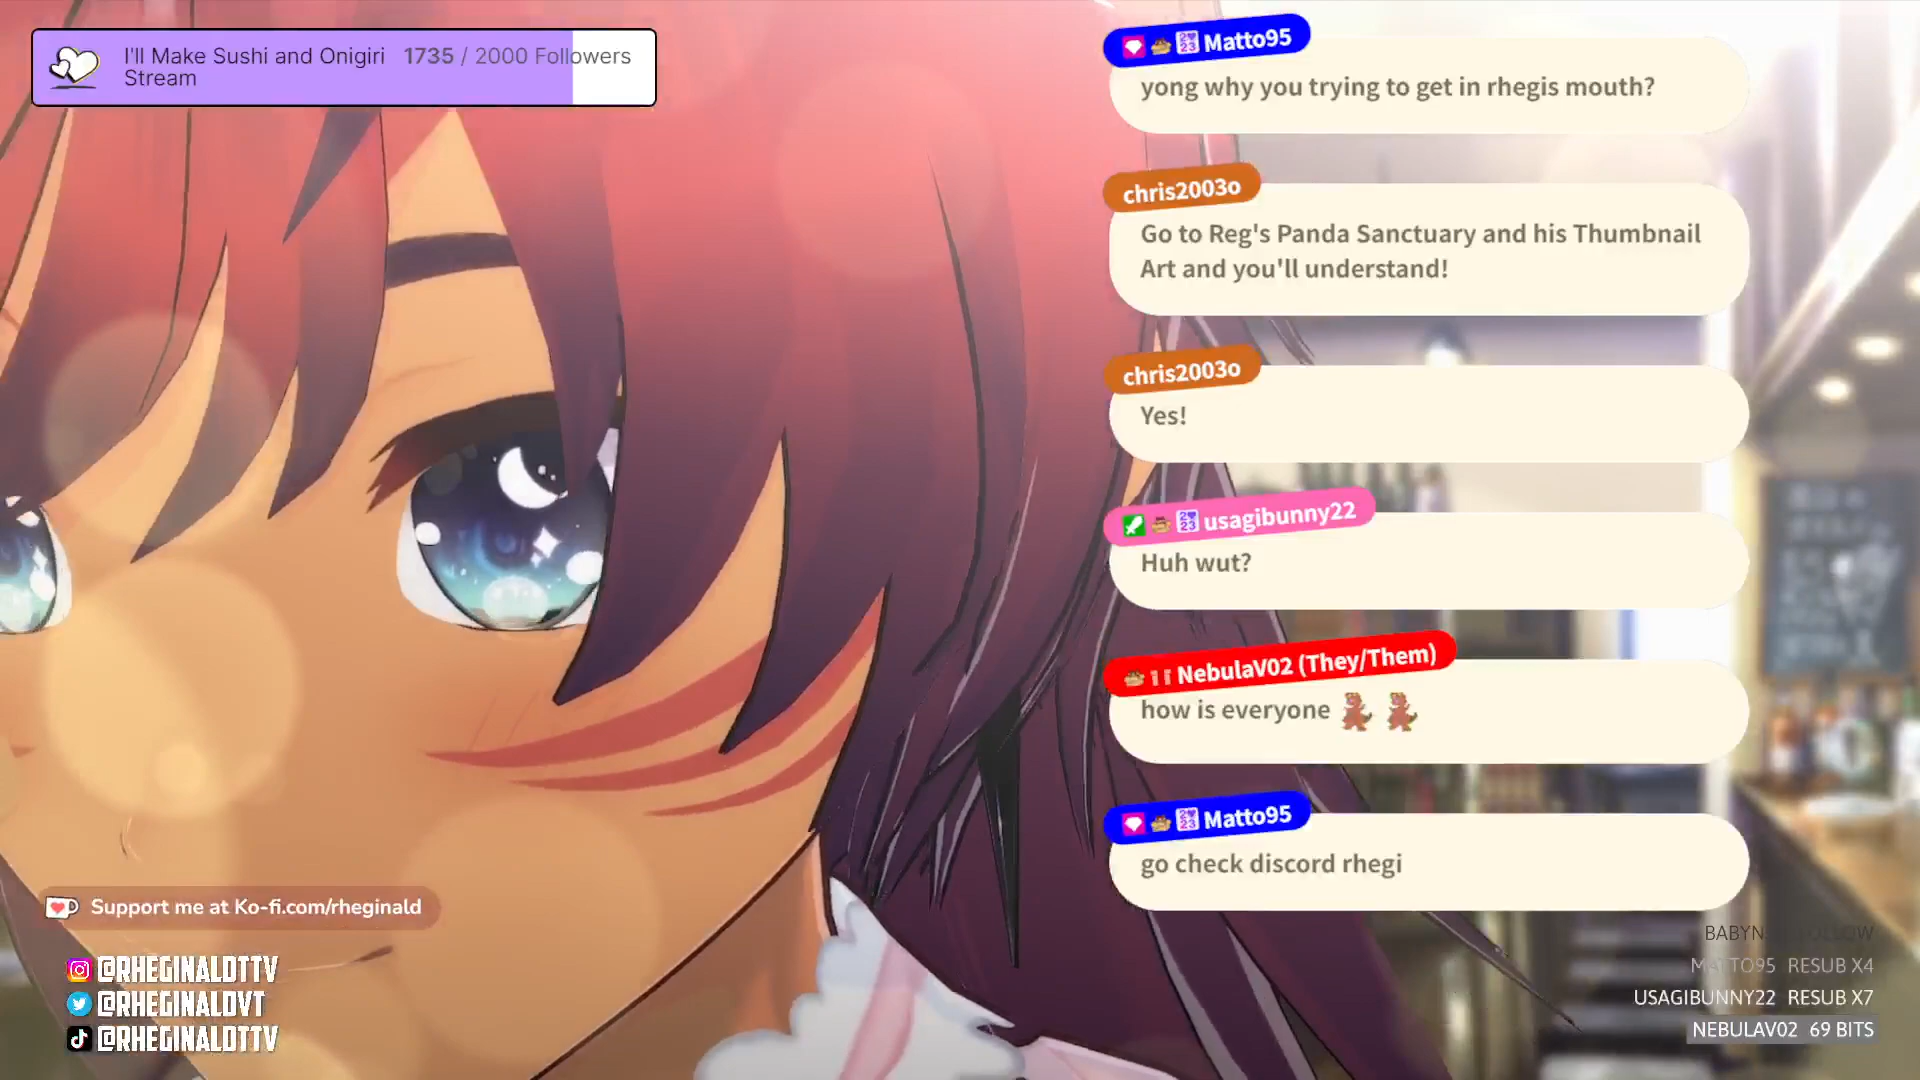 I'll Make Sushi and Onigiri 1735 / 2000 Followers
Stream
Matto95
yong why you trying to get in rhegis mouth?
chris2003o
Go to Reg's Panda Sanctuary and his Thumbnail
Art and you'll understand!
chris2003o
Yes!
usagibunny22
Huh wut?
NebulaV02 (They/Them)
how is everyone
Matto95
go check discord rhegi
Support me at Ko-fi.com/rheginald
@RHEGINALDTTV
@RHEGINALDVT
@RHEGINALDTTV
FOLLOW
MATTO95 RESUB X4
USAGIBUNNY22 RESUB X7
NEBULAV02 69 BITS